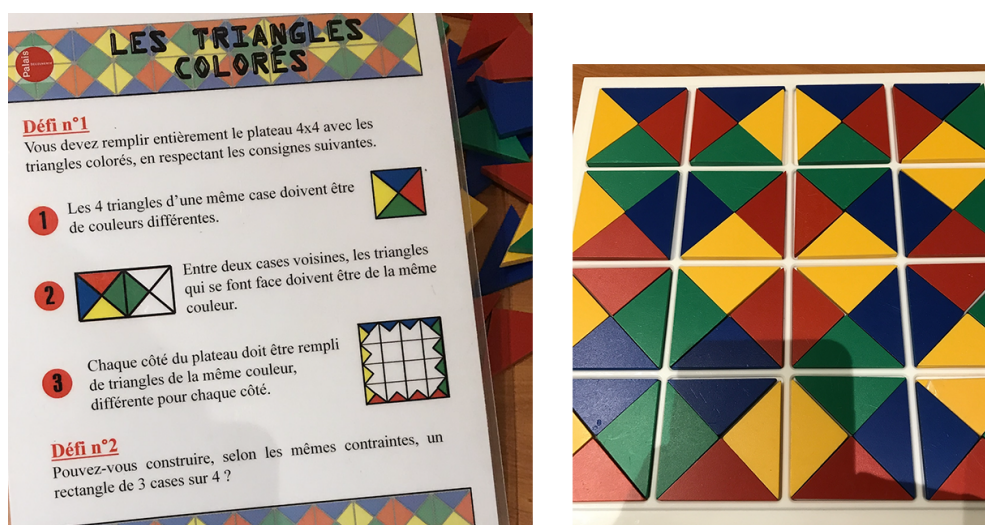 LES TRIANGLES
COLORÉS
Palais
Défi n°1
Vous devez remplir entièrement le plateau 4x4 avec les
triangles colorés, en respectant les consignes suivantes.
1
Les 4 triangles d'une même case doivent être
de couleurs différentes.
2
Entre deux cases voisines, les triangles
qui se font face doivent être de la même
couleur.
3
Chaque côté du plateau doit être rempli
de triangles de la même couleur,
différente pour chaque côté.
Défi n°2
Pouvez-vous construire, selon les mêmes contraintes, un
rectangle de 3 cases sur 4 ?